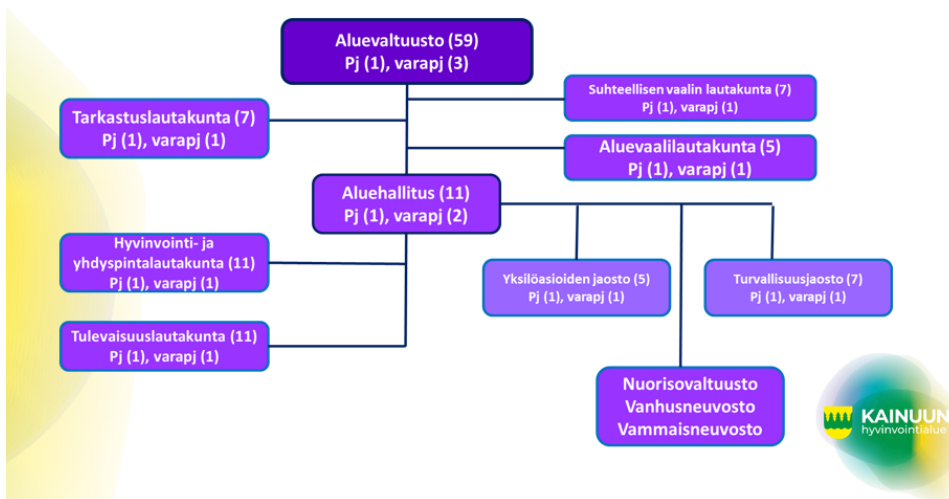 Aluevaltuusto (59)
Pj (1), varapj (3)
Suhteellisen vaalin lautakunta (7)
Pj (1), varapj (1)
Tarkastuslautakunta (7)
Pj (1), varapj (1)
Aluevaalilautakunta (5)
Pj (1), varapj (1)
Aluehallitus (11)
Pj (1), varapj (2)
Hyvinvointi- ja
yhdyspintalautakunta (11)
Pj (1), varapj (1)
Yksilöasioiden jaosto (5)
Pj (1), varapj (1)
Turvallisuusjaosto (7)
Pj (1), varapj (1)
Tulevaisuuslautakunta (11)
Pj (1), varapj (1)
Nuorisovaltuusto
Vanhusneuvosto
Vammaisneuvosto
KAINUUN
hyvinvointialue